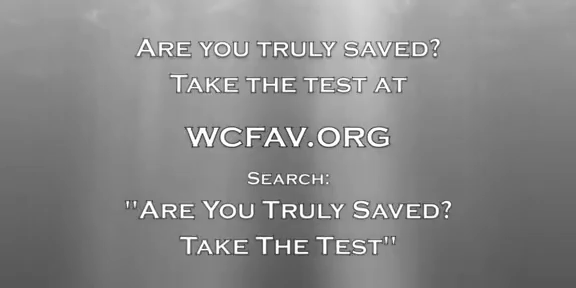 Are you truly saved?
Take the test at
WCFAV.ORG
Search:
"Are You Truly Saved?
Take The Test"